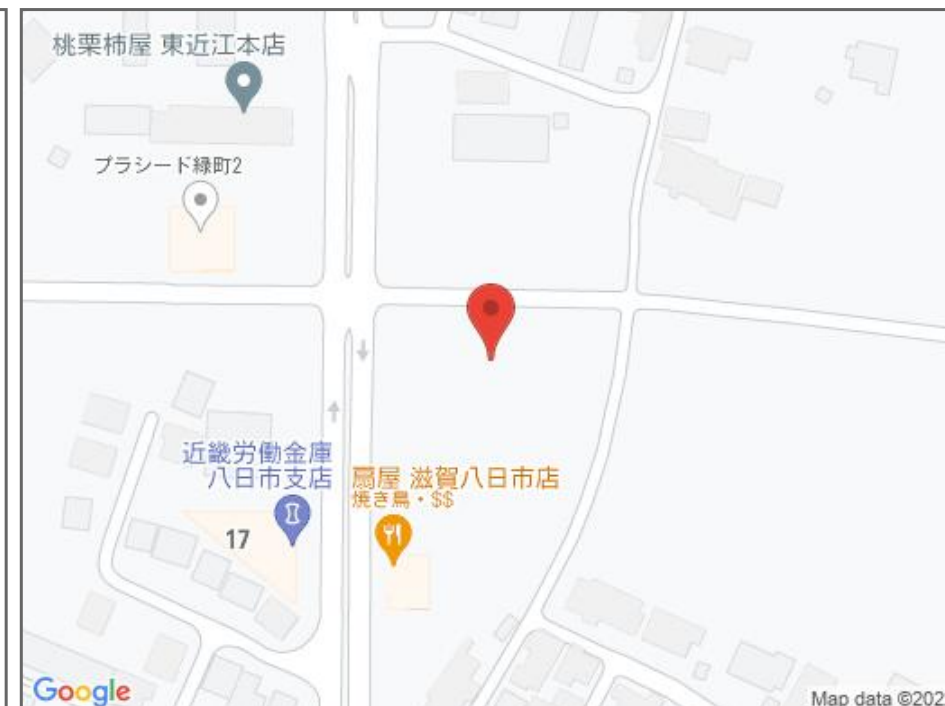 桃栗柿屋 東近江本店
プラシード緑町2
近畿労働金庫
八日市支店
扇屋 滋賀八日市店
焼き鳥・$$
17
Google
Map data ©202